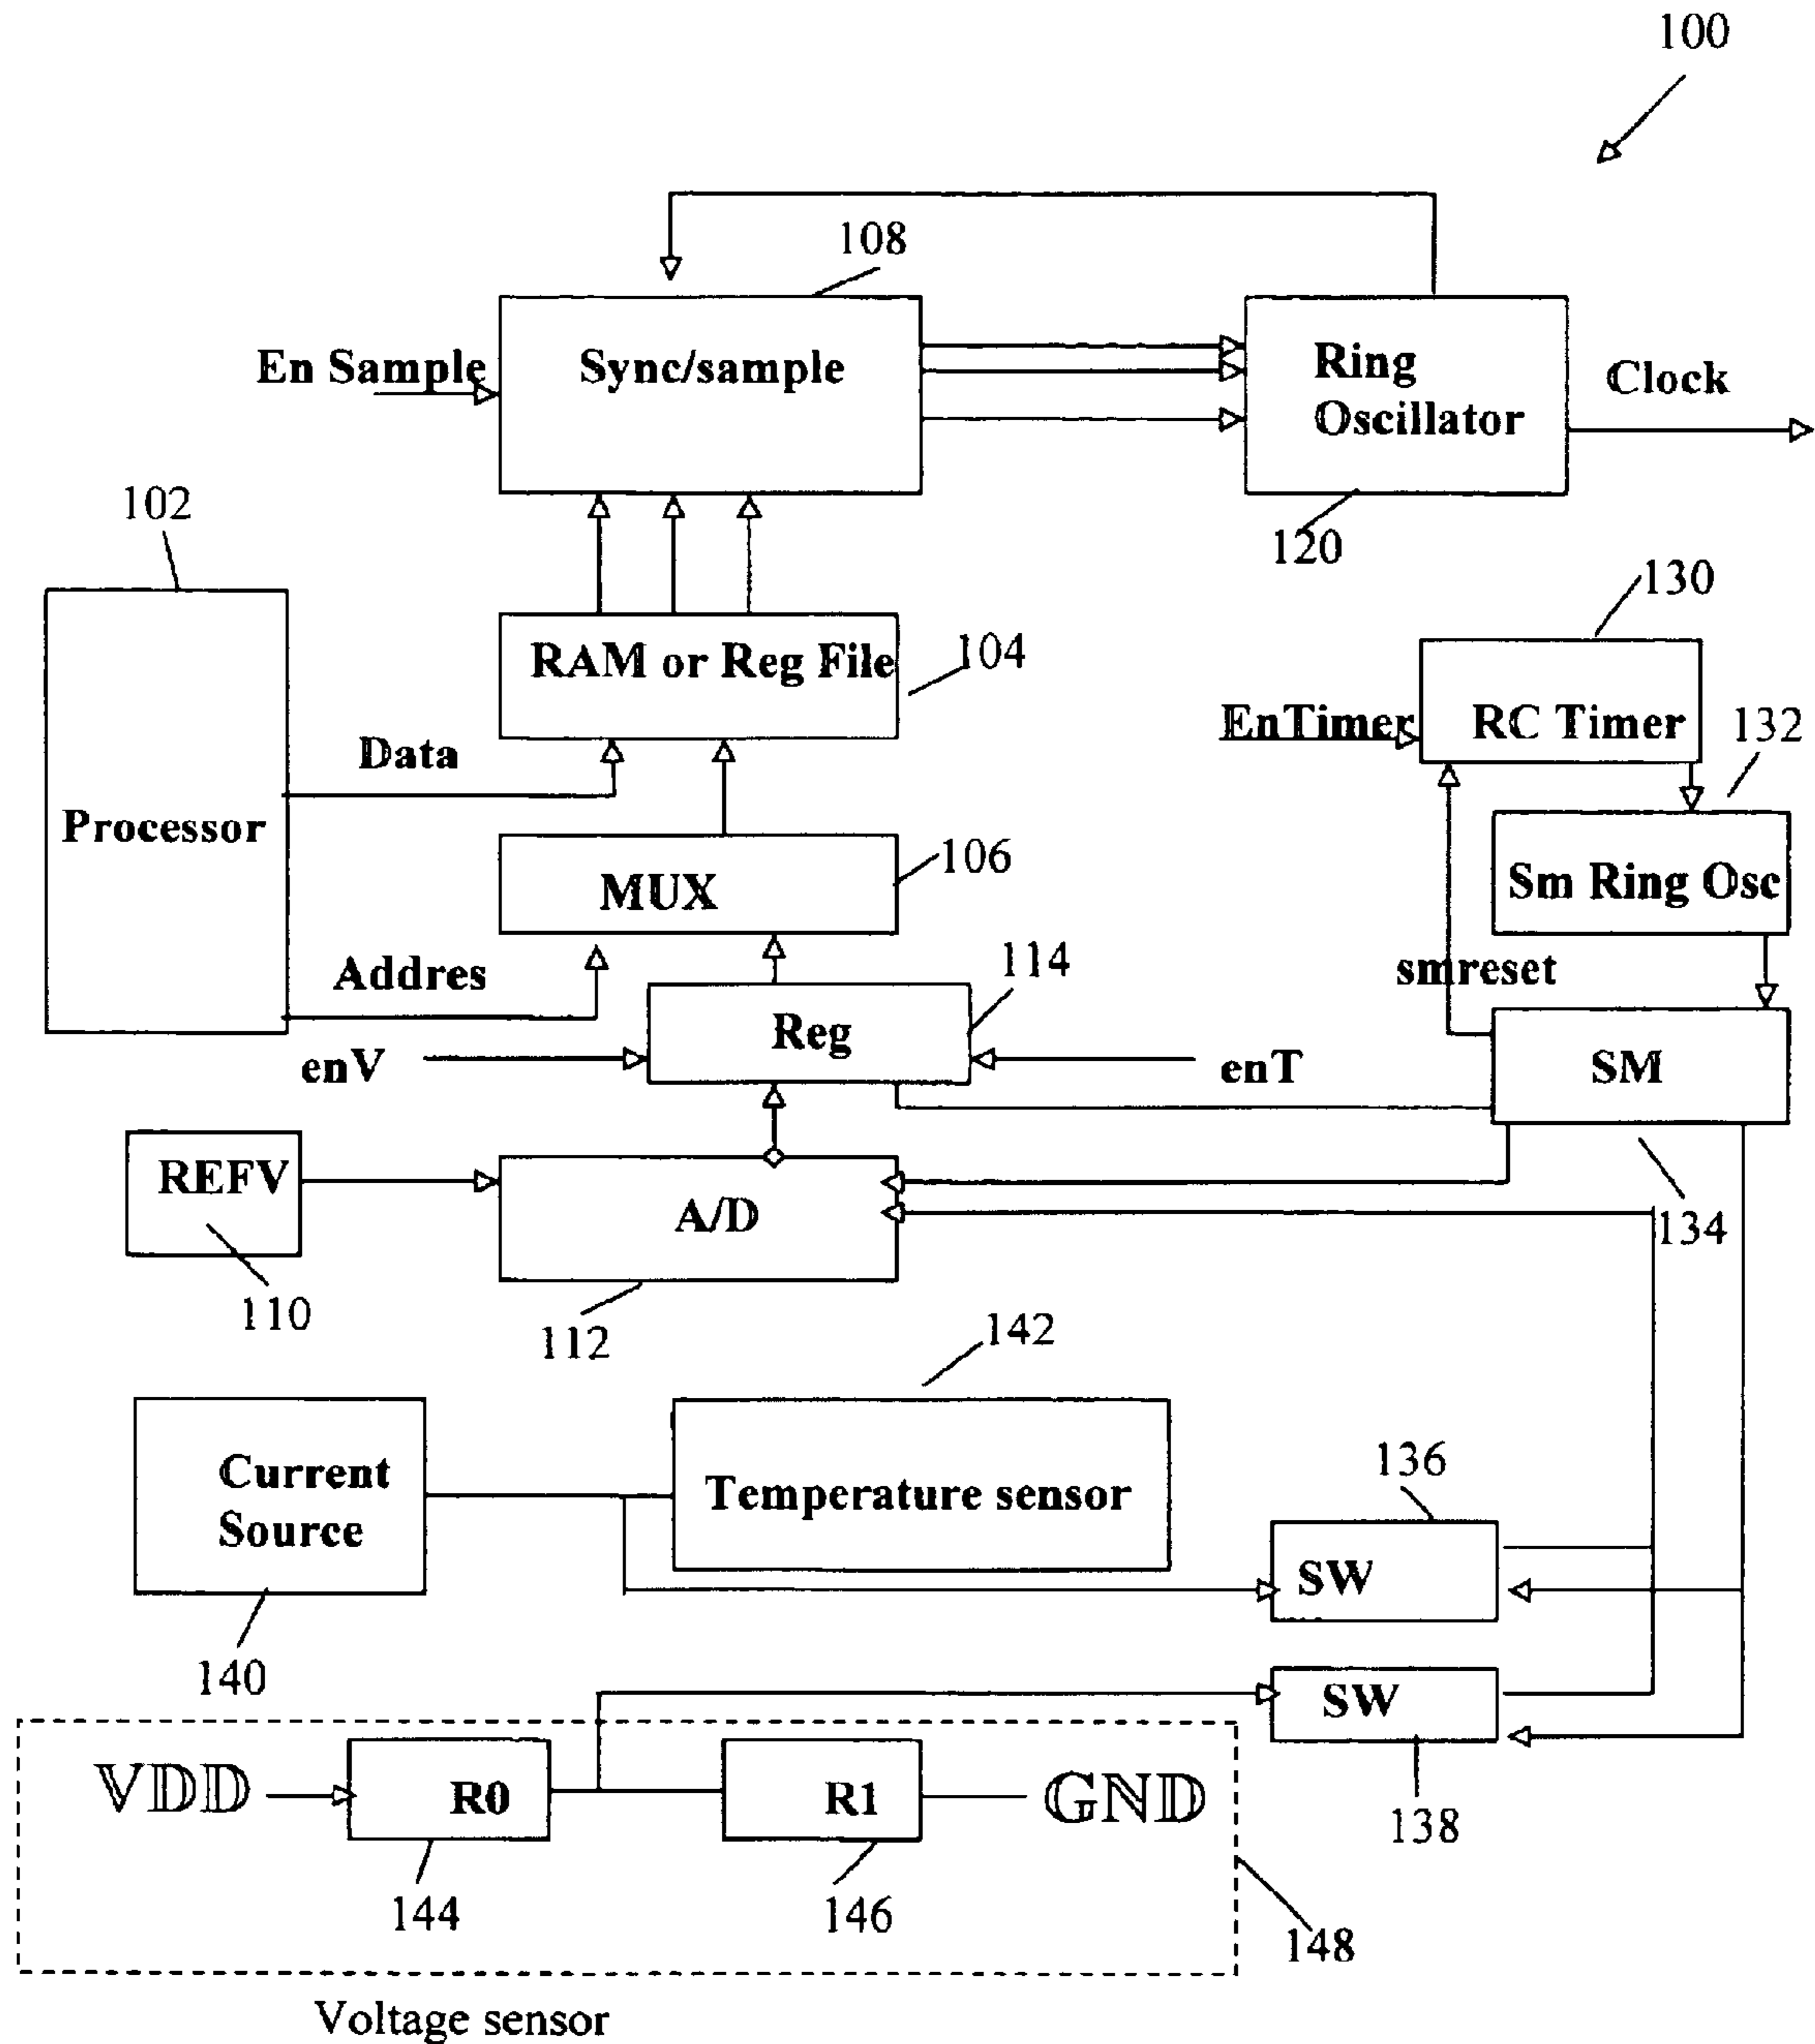 100
108
En Sample
Sync/sample
Ring
Oscillator
Clock
102
120
130
RAM or Reg File
104
EnTimer
RC Timer
132
Data
Processor
MUX
106
Sm Ring Osc
Addres
114
smreset
Reg
enV
enT
SM
REFV
A/D
134
110
112
142
Current
Source
Temperature sensor
136
SW
140
SW
VDD
R0
R1
GND
138
144
146
148
Voltage sensor